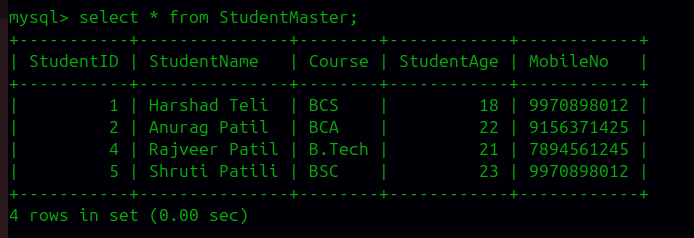 mysql> select * from StudentMaster;
+-----------+---------------+--------+------------+------------+
| StudentID | StudentName   | Course | StudentAge | MobileNo   |
+-----------+---------------+--------+------------+------------+
|         1 | Harshad Teli  | BCS    |         18 | 9970898012 |
|         2 | Anurag Patil  | BCA    |         22 | 9156371425 |
|         4 | Rajveer Patil | B.Tech |         21 | 7894561245 |
|         5 | Shruti Patili | BSC    |         23 | 9970898012 |
+-----------+---------------+--------+------------+------------+
4 rows in set (0.00 sec)